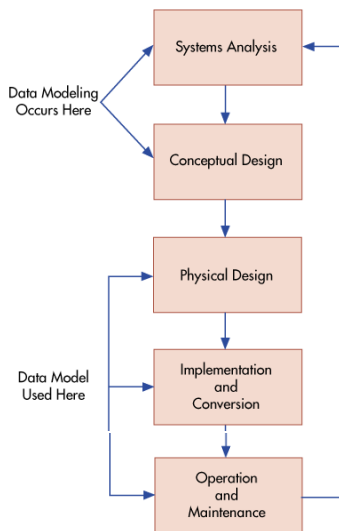 Systems Analysis
Data Modeling
Occurs Here
Conceptual Design
Physical Design
Data Model
Used Here
Implementation
and
Conversion
Operation
and
Maintenance